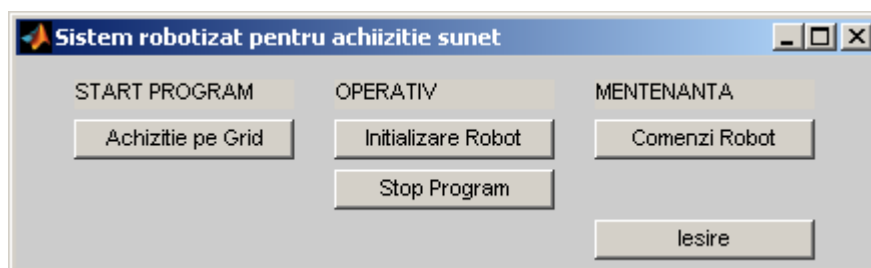 Sistem robotizat pentru achiizitie sunet
START PROGRAM OPERATIV MENTENANTA
Achizitie pe Grid Initializare Robot Comenzi Robot
Stop Program
Iesire